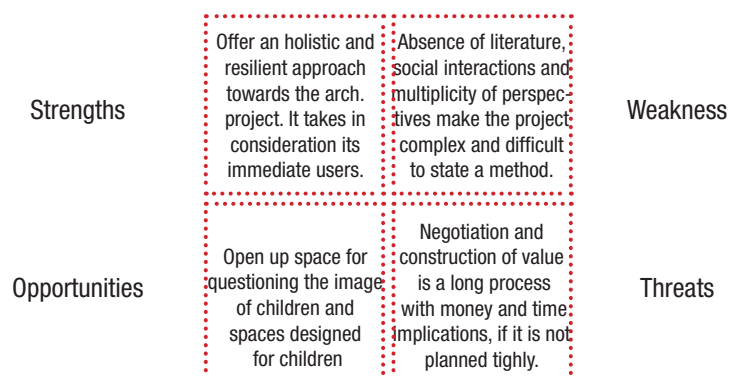 Strengths
Offer an holistic and
resilient approach
towards the arch.
project. It takes in
consideration its
immediate users.
Absence of literature,
social interactions and
multiplicity of perspec-
tives make the project
complex and difficult
to state a method.
Weakness
Opportunities
Open up space for
questioning the image
of children and
spaces designed
for children
Negotiation and
construction of value
is a long process
with money and time
implications, if it is not
planned tighly.
Threats